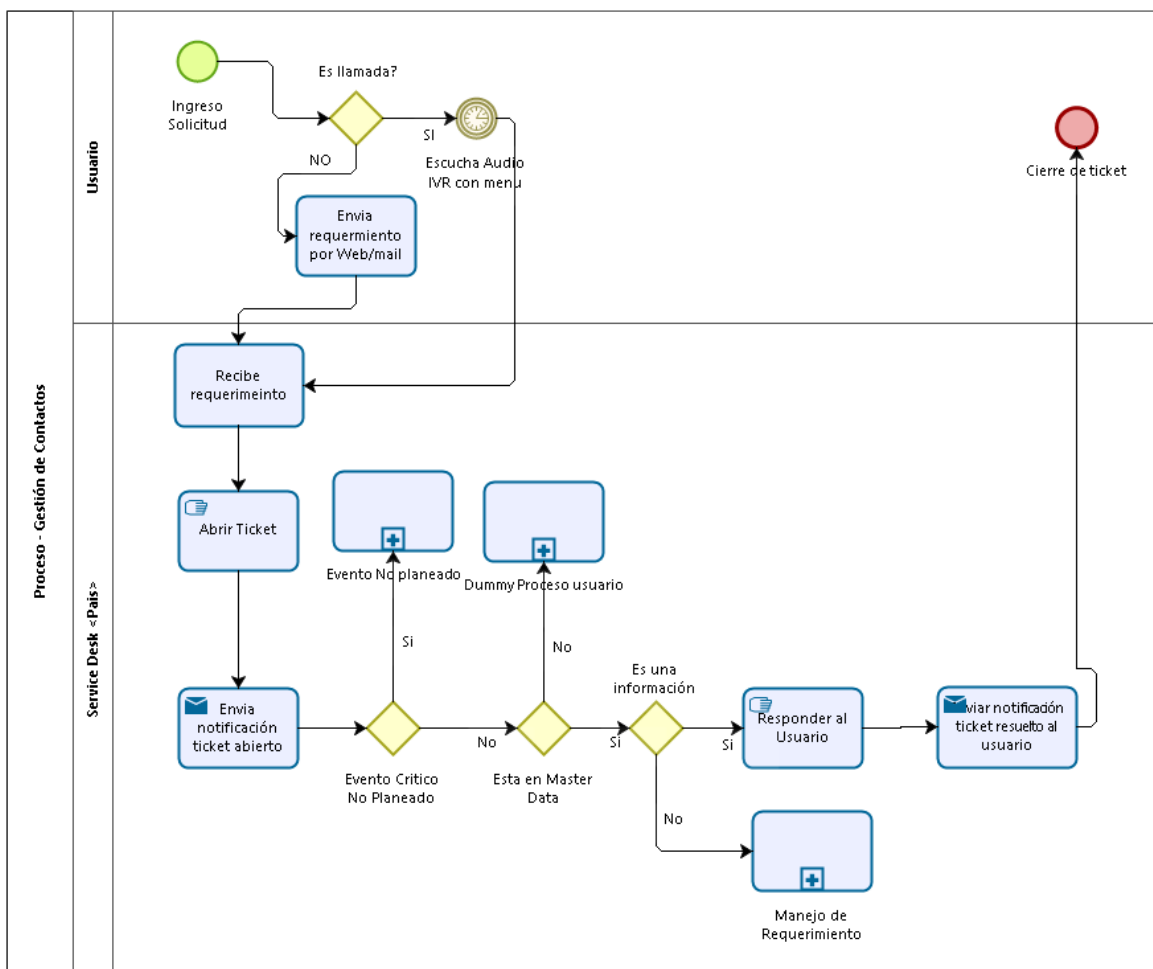 Proceso - Gestión de Contactos
Usuario
Ingreso
Solicitud
Es llamada?
SI
NO
Escucha Audio
IVR con menu
Envia
requermiento
por Web/mail
Cierre de ticket
Service Desk <Pais>
Recibe
requerimeinto
Abrir Ticket
Envia
notificación
ticket abierto
Evento No planeado
Si
Evento Critico
No Planeado
No
Dummy Proceso usuario
No
Esta en Master
Data
Si
Es una
información
Si
No
Responder al
Usuario
viar notificación
ticket resuelto al
usuario
Manejo de
Requerimiento